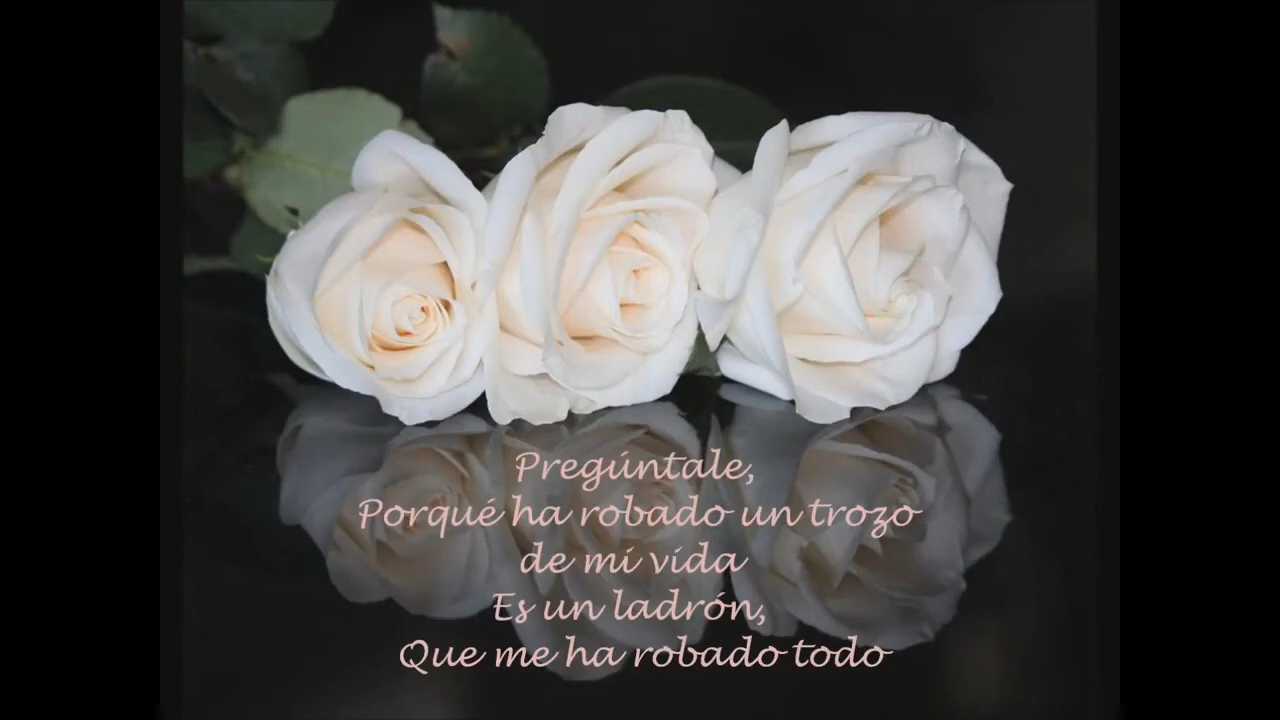 Pregúntale,
Porqué ha robado un trozo
de mi vida
Es un ladrón,
Que me ha robado todo